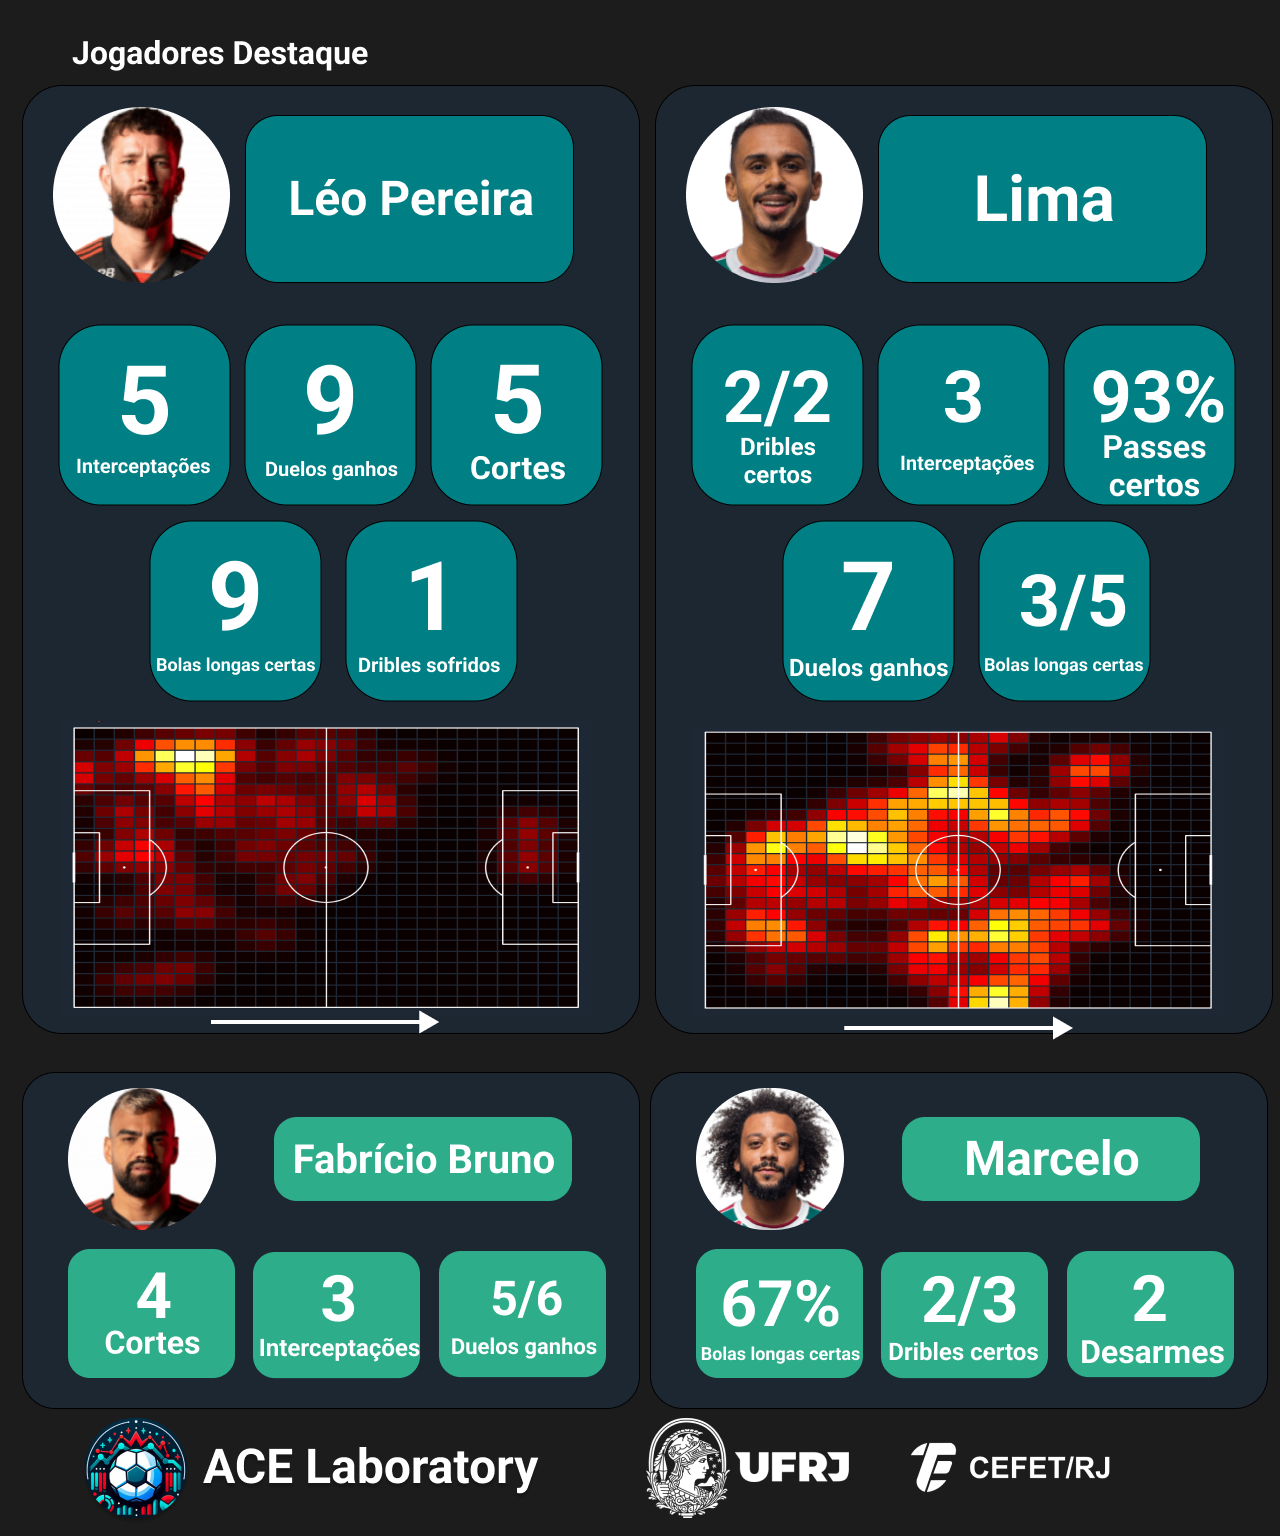 Jogadores Destaque
Léo Pereira
5
Interceptações
9
Duelos ganhos
5
Cortes
9
Bolas longas certas
1
Dribles sofridos
Lima
2/2
Dribles
certos
3
Interceptações
93%
Passes
certos
7
Duelos ganhos
3/5
Bolas longas certas
Fabrício Bruno
4
Cortes
3
Interceptações
5/6
Duelos ganhos
Marcelo
67%
Bolas longas certas
2/3
Dribles certos
2
Desarmes
ACE Laboratory
UFRJ
CEFET/RJ